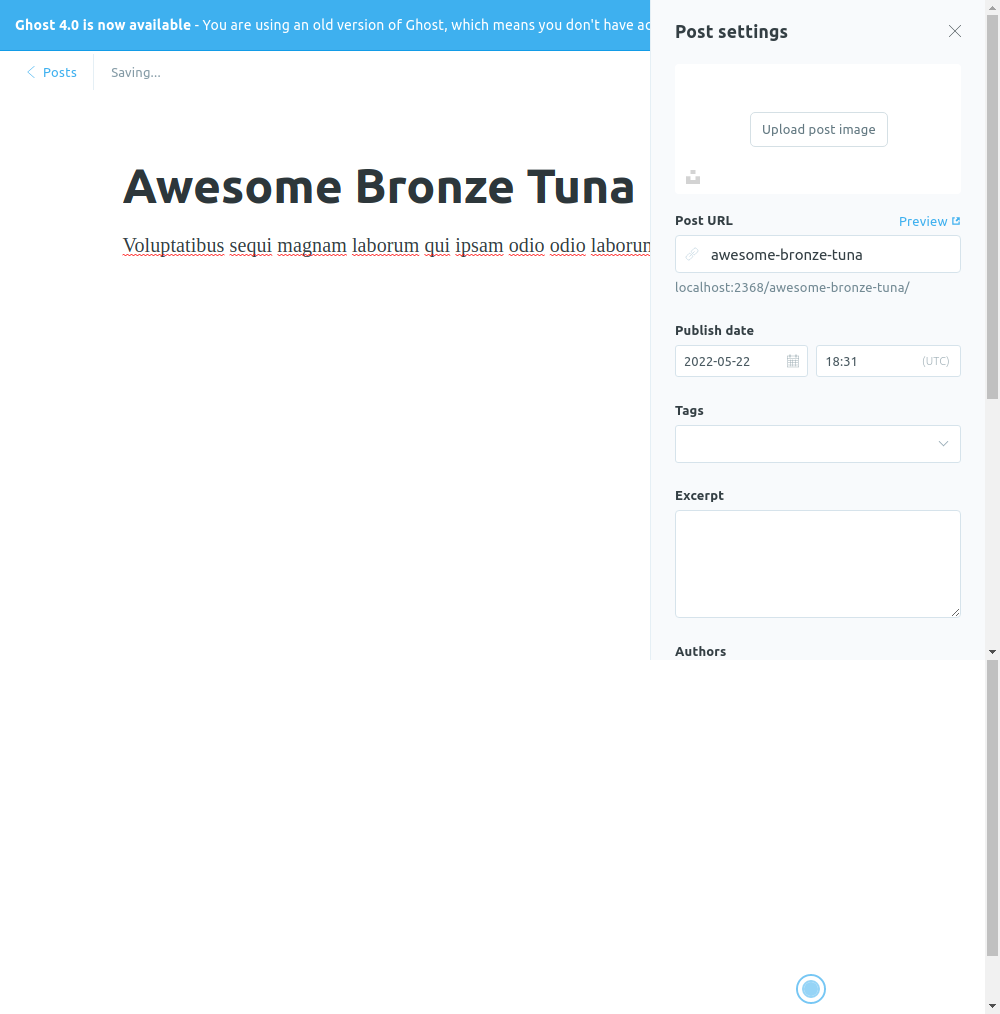 Ghost 4.0 is now available - You are using an old version of Ghost, which means you don't have
Post settings
Posts
Saving...
Upload post image
Awesome Bronze Tuna
Voluptatibus sequi magnam laborum qui ipsam odio odio
Post URL
Preview
awesome-bronze-tuna
localhost:2368/awesome-bronze-tuna/
Publish date
2022-05-22
18:31
(UTC)
Tags
Excerpt
Authors